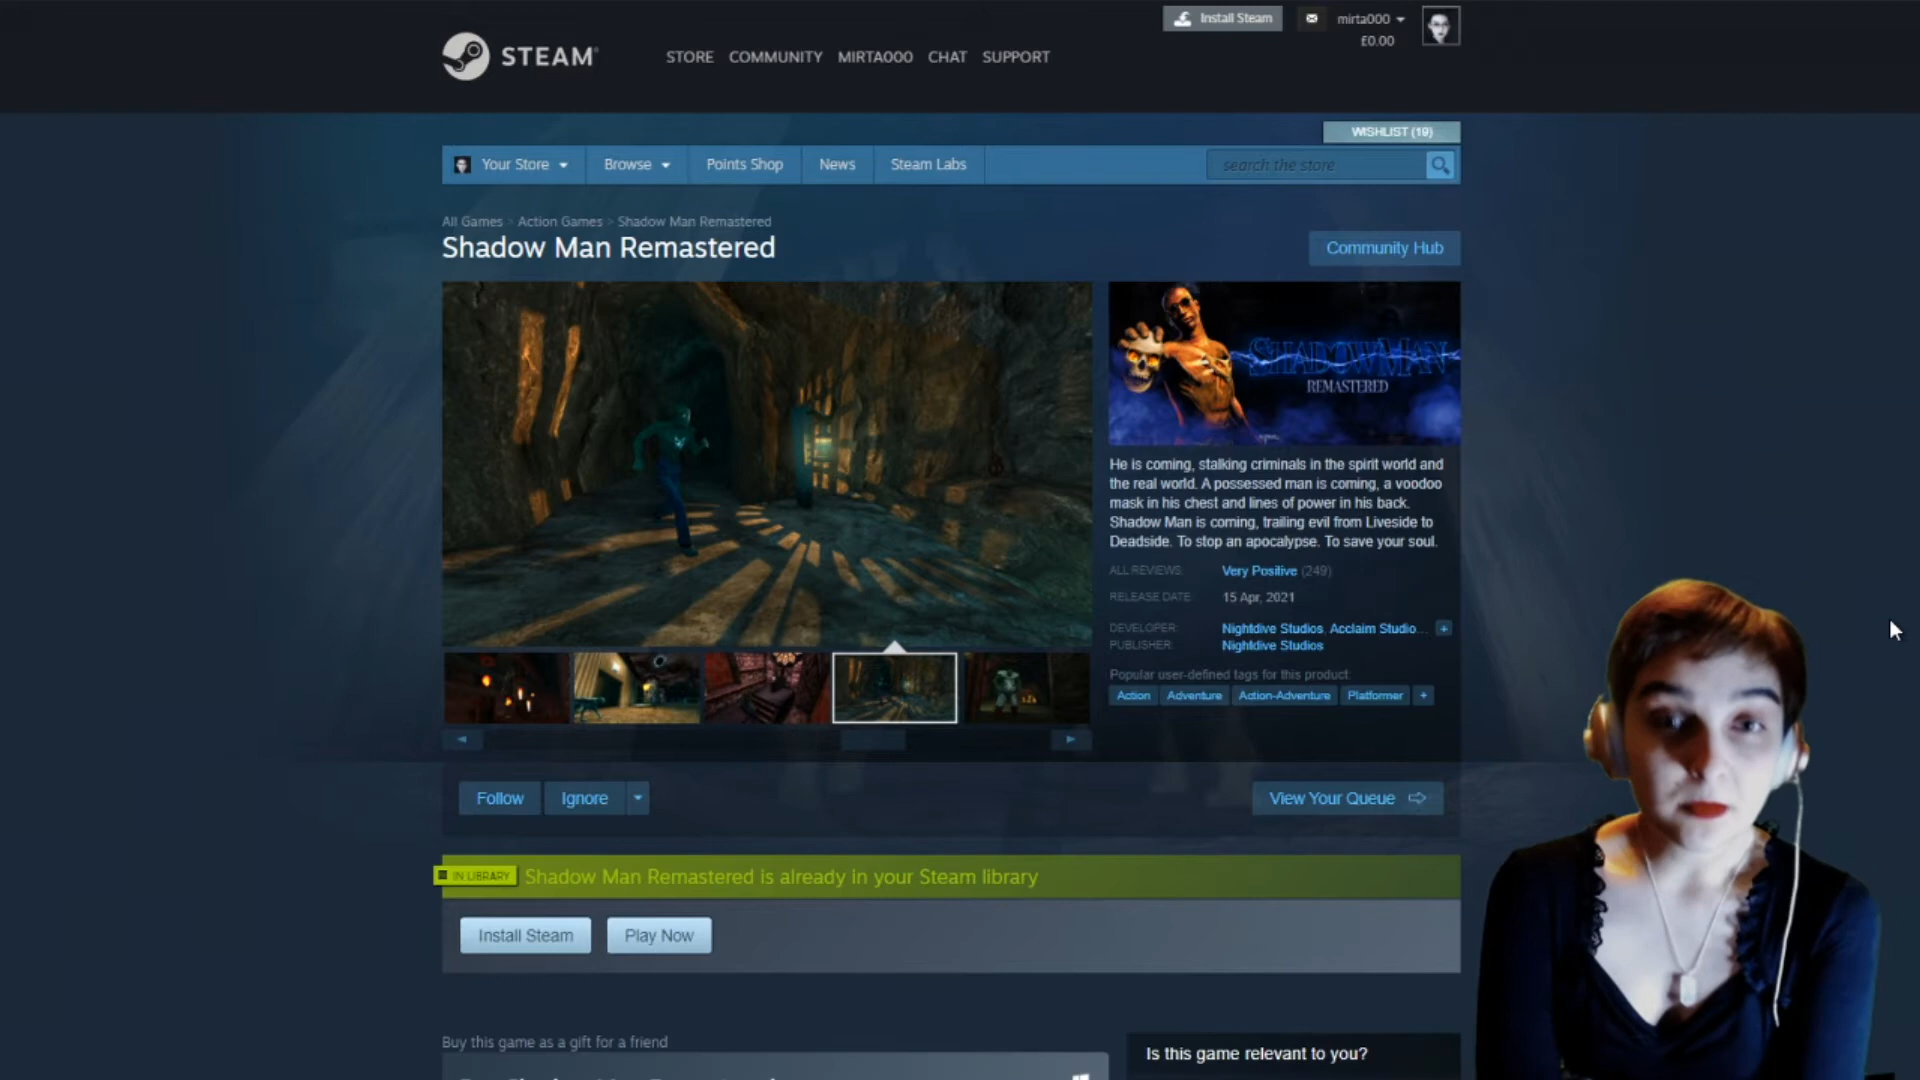 Install Steam
mirta000
£0.00
STEAM®
STORE COMMUNITY MIRTA000 CHAT SUPPORT
WISHLIST (19)
Your Store Browse Points Shop News Steam Labs
search the store
All Games > Action Games > Shadow Man Remastered
Shadow Man Remastered
Community Hub
SHADOWMAN
REMASTERED
He is coming, stalking criminals in the spirit world and
the real world. A possessed man is coming, a voodoo
mask in his chest and lines of power in his back.
Shadow Man is coming, trailing evil from Liveside to
Deadside. To stop an apocalypse. To save your soul.
ALL REVIEWS: Very Positive (249)
RELEASE DATE: 15 Apr, 2021
DEVELOPER: Nightdive Studios, Acclaim Studio... +
PUBLISHER: Nightdive Studios
Popular user-defined tags for this product:
Action Adventure Action-Adventure Platformer +
Follow Ignore
View Your Queue
IN LIBRARY Shadow Man Remastered is already in your Steam library
Install Steam Play Now
Buy this game as a gift for a friend
Is this game relevant to you?